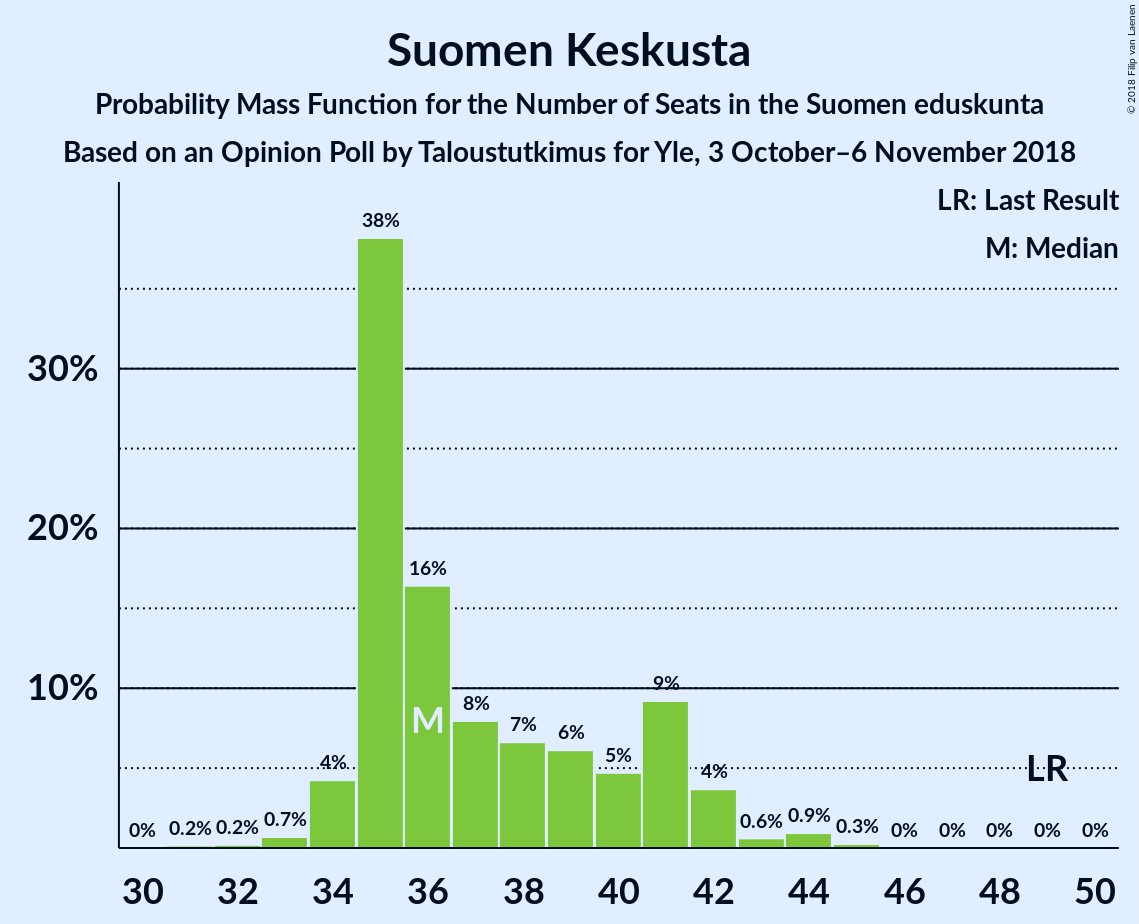 Suomen Keskusta
Probability Mass Function for the Number of Seats in the Suomen eduskunta
Based on an Opinion Poll by Taloustutkimus for Yle, 3 October–6 November 2018
© 2018 Filip van Laenen
LR: Last Result
M: Median
38%
30%
20%
16%
10%
9%
8%
7%
6%
5%
4%
4%
M
LR
0% 0.2% 0.2% 0.7% 0.6% 0.9% 0.3% 0% 0% 0% 0% 0%
30 32 34 36 38 40 42 44 46 48 50